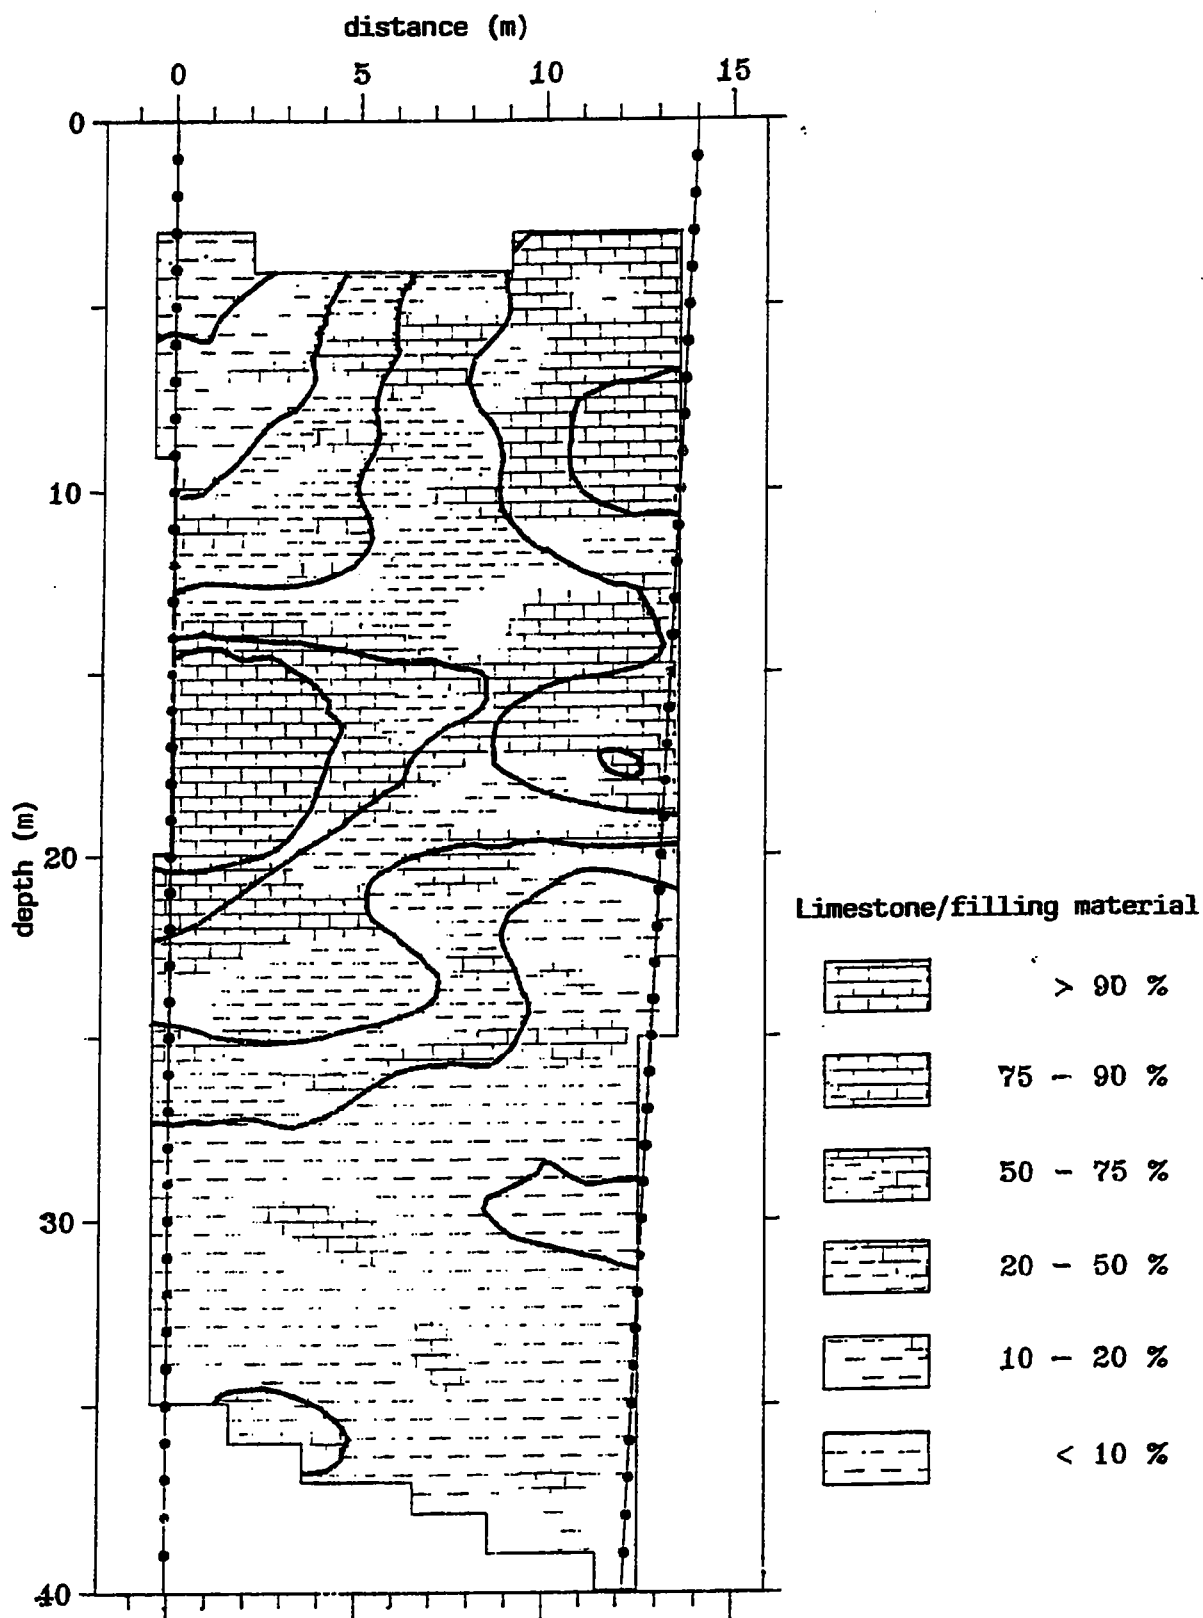 distance (m)
0 5 10 15
0
10
20
30
40
depth (m)
Limestone/filling material
> 90 %
75 - 90 %
50 - 75 %
20 - 50 %
10 - 20 %
< 10 %